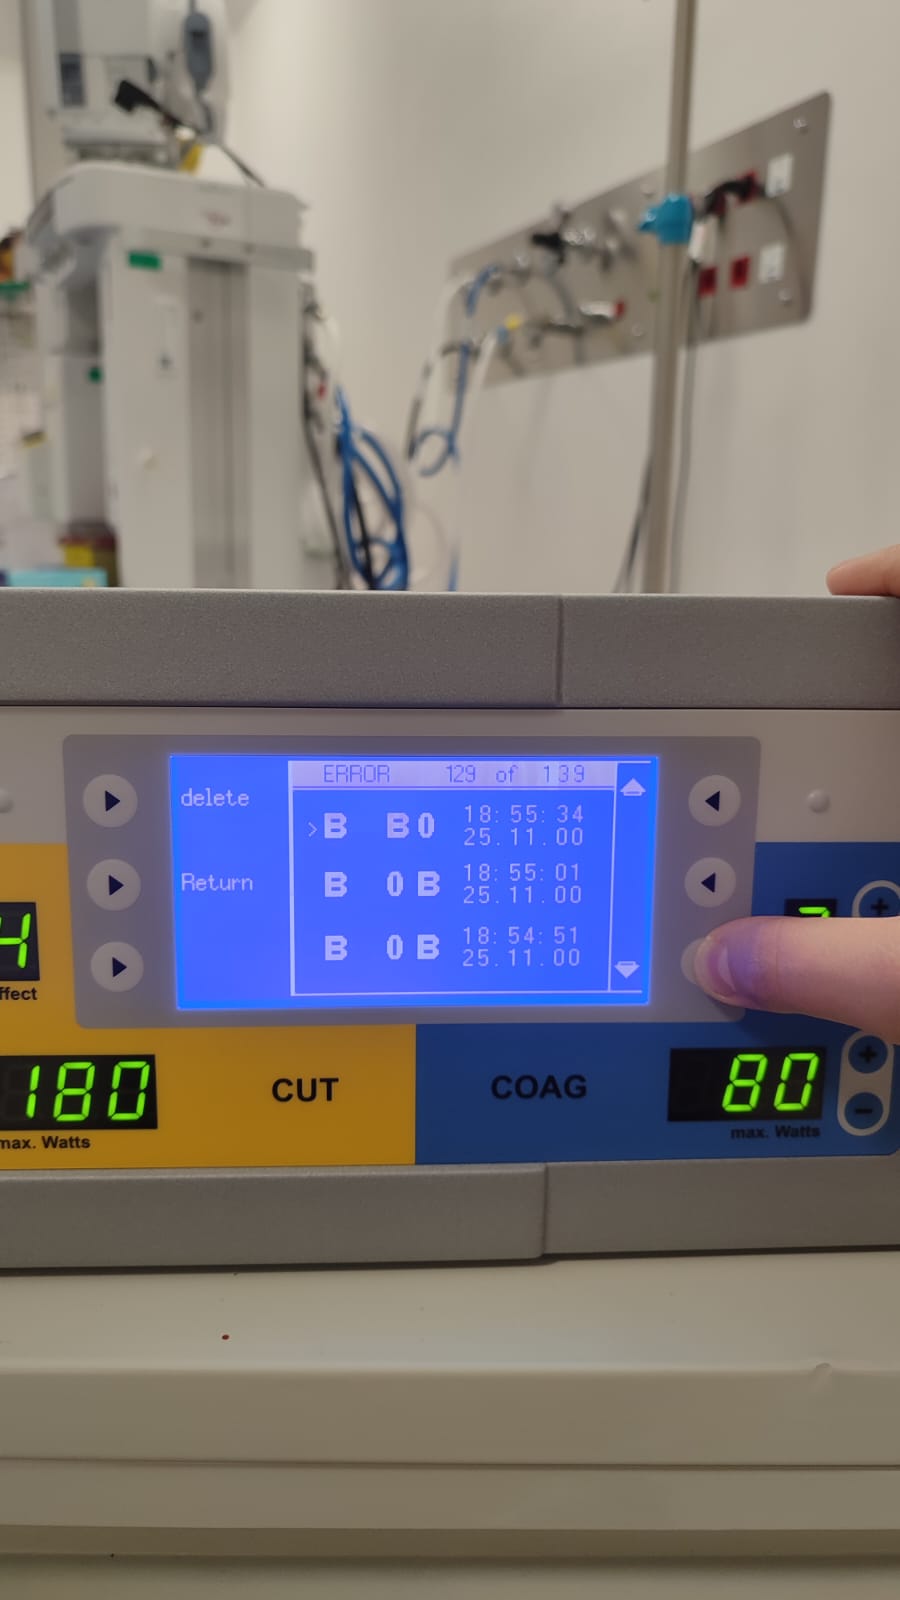 delete
ERROR 129 of 139
>B B0 18:55:34
25.11.00
Return
B 0B 18:55:01
25.11.00
B 0B 18:54:51
25.11.00
4
ffect
+
180
max. Watts
CUT
COAG
80
max. Watts
+
−